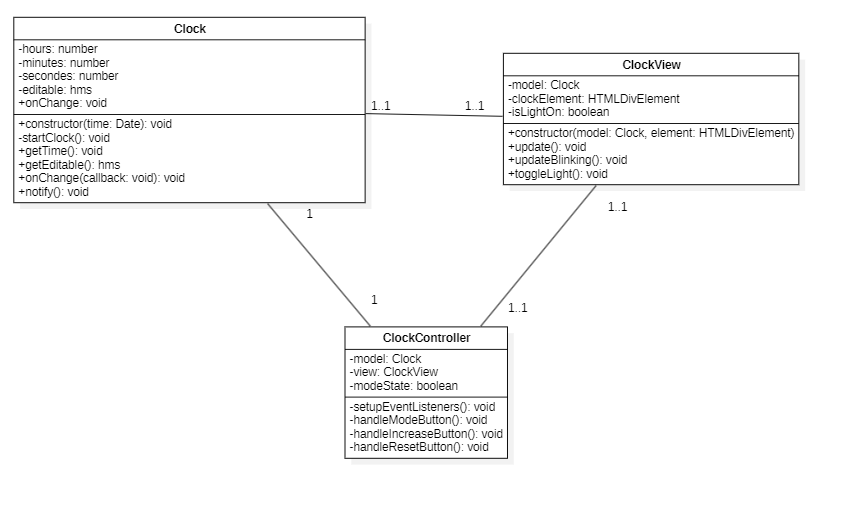 Clock
-hours: number
-minutes: number
-secondes: number
-editable: hms
+onChange: void
+constructor(time: Date): void
-startClock(): void
+getTime(): void
+getEditable(): hms
+onChange(callback: void): void
+notify(): void
1..1
1..1
ClockView
-model: Clock
-clockElement: HTMLDivElement
-isLightOn: boolean
+constructor(model: Clock, element: HTMLDivElement)
+update(): void
+updateBlinking(): void
+toggleLight(): void
1
1..1
1
1..1
ClockController
-model: Clock
-view: ClockView
-modeState: boolean
-setupEventListeners(): void
-handleModeButton(): void
-handleIncreaseButton(): void
-handleResetButton(): void